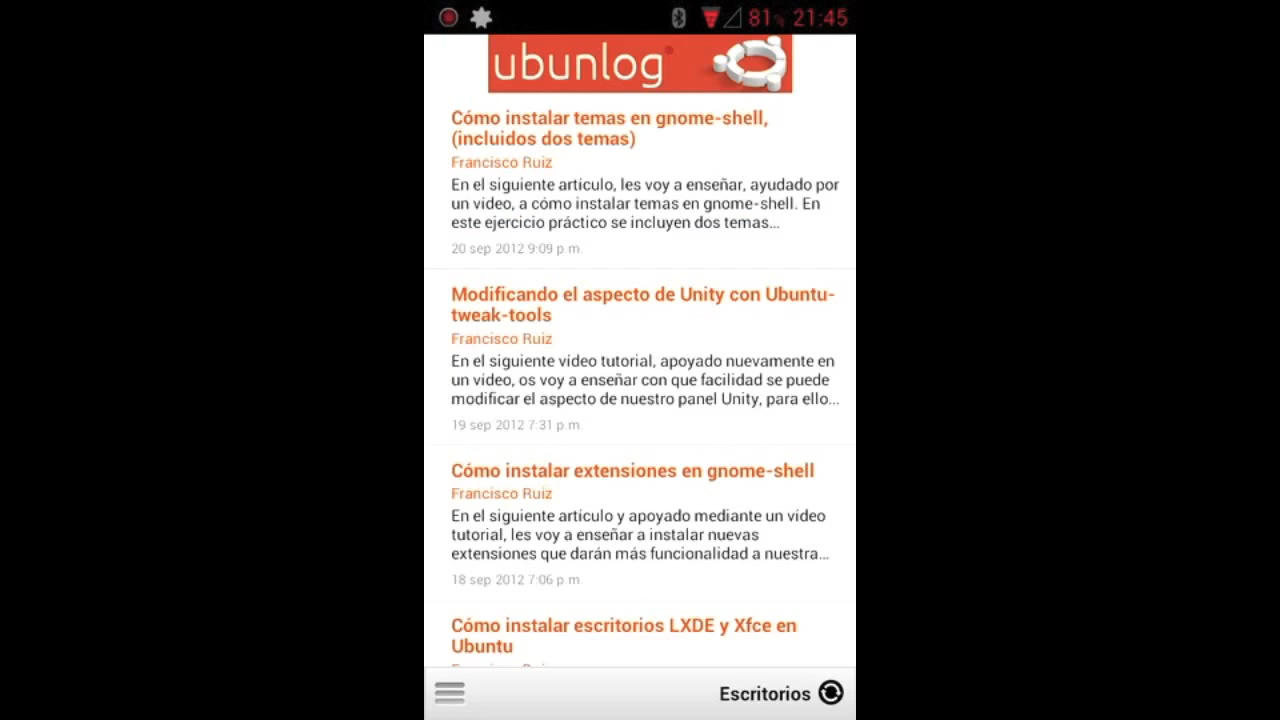 81% 21:45
ubunlog
Cómo instalar temas en gnome-shell,
(incluidos dos temas)
Francisco Ruiz
En el siguiente artículo, les voy a enseñar, ayudado por
un video, a cómo instalar temas en gnome-shell. En
este ejercicio práctico se incluyen dos temas...
20 sep 2012 9:09 p.m.
Modificando el aspecto de Unity con Ubuntu-
tweak-tools
Francisco Ruiz
En el siguiente video tutorial, apoyado nuevamente en
un video, os voy a enseñar con que facilidad se puede
modificar el aspecto de nuestro panel Unity, para ello...
19 sep 2012 7:31 p.m.
Cómo instalar extensiones en gnome-shell
Francisco Ruiz
En el siguiente artículo y apoyado mediante un video
tutorial, les voy a enseñar a instalar nuevas
extensiones que darán más funcionalidad a nuestra...
18 sep 2012 7:06 p.m.
Cómo instalar escritorios LXDE y Xfce en
Ubuntu
Escritorios